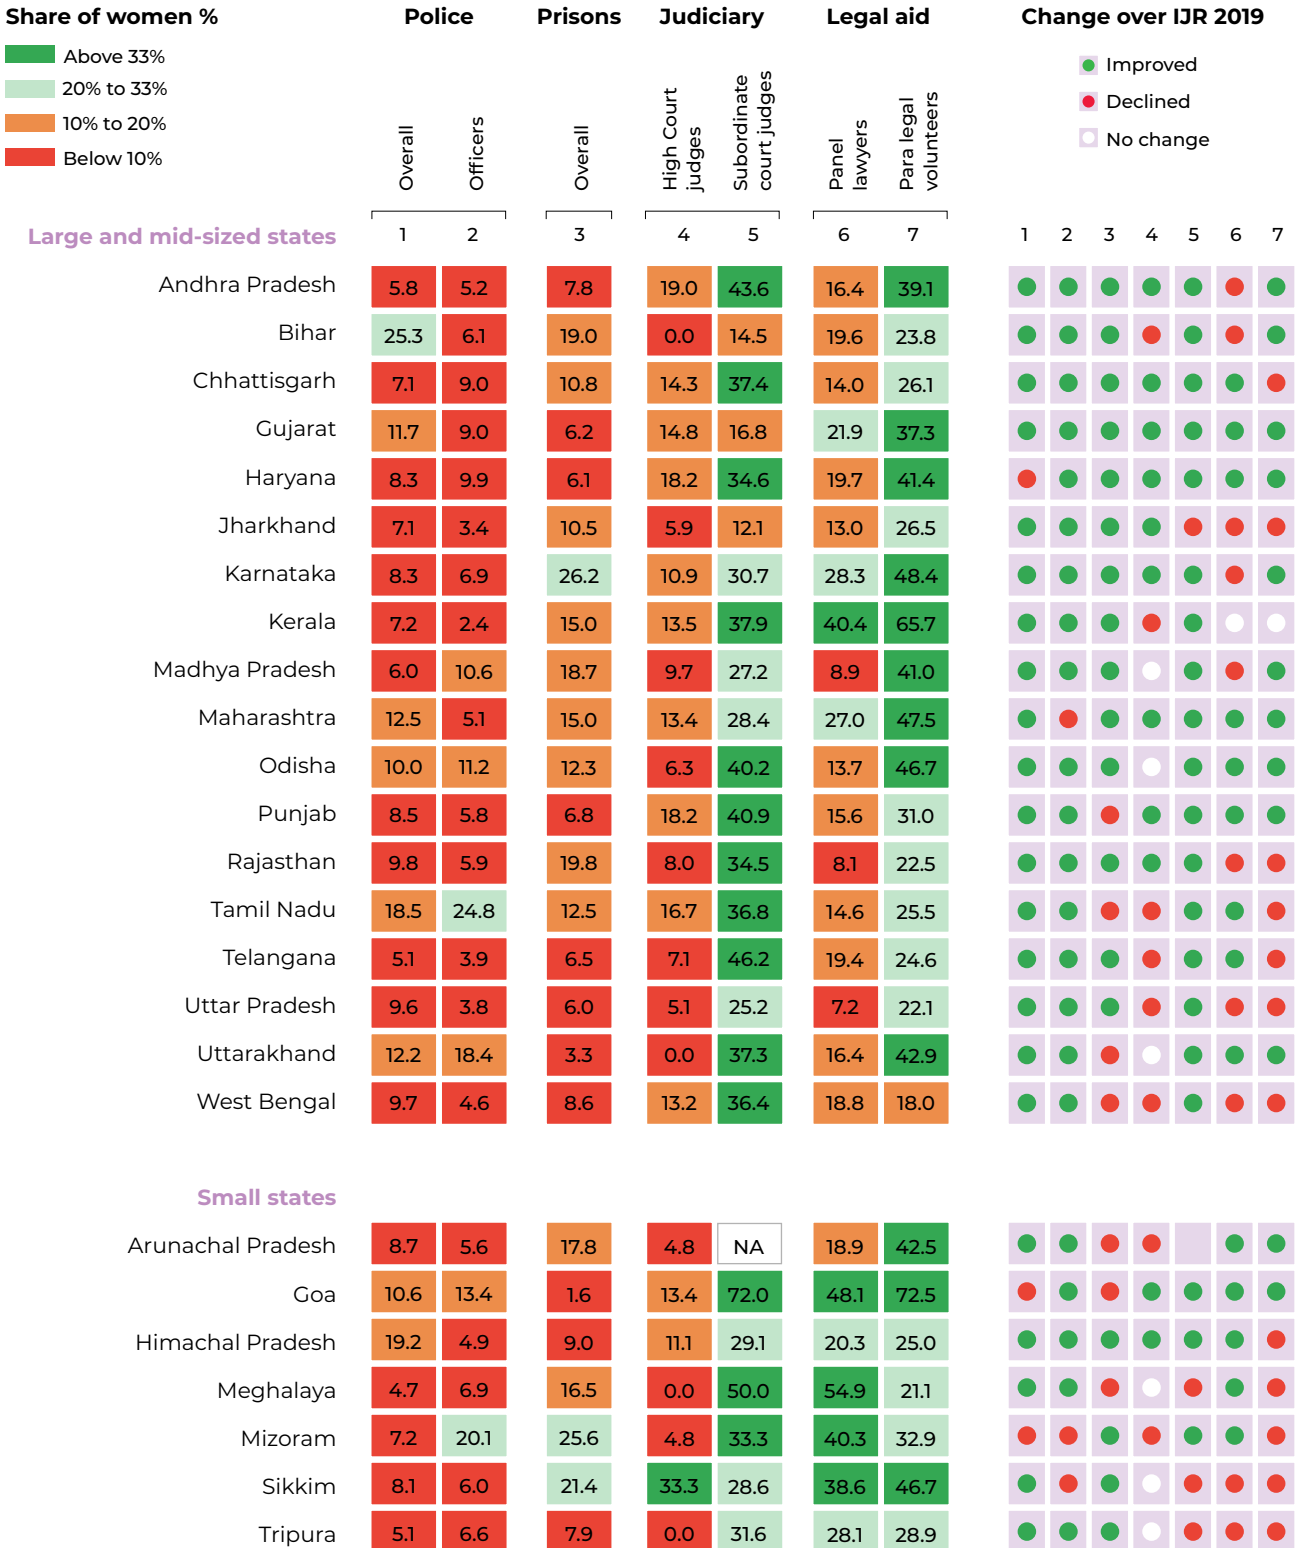 Share of women % Police Prisons Judiciary Legal aid Change over IJR 2019
Above 33%
20% to 33%
10% to 20%
Below 10%
Overall
Officers
Overall
High Court judges
Subordinate court judges
Panel lawyers
Para legal volunteers
Improved
Declined
No change
Large and mid-sized states 1 2 3 4 5 6 7 1 2 3 4 5 6 7
Andhra Pradesh 5.8 5.2 7.8 19.0 43.6 16.4 39.1
Bihar 25.3 6.1 19.0 0.0 14.5 19.6 23.8
Chhattisgarh 7.1 9.0 10.8 14.3 37.4 14.0 26.1
Gujarat 11.7 9.0 6.2 14.8 16.8 21.9 37.3
Haryana 8.3 9.9 6.1 18.2 34.6 19.7 41.4
Jharkhand 7.1 3.4 10.5 5.9 12.1 13.0 26.5
Karnataka 8.3 6.9 26.2 10.9 30.7 28.3 48.4
Kerala 7.2 2.4 15.0 13.5 37.9 40.4 65.7
Madhya Pradesh 6.0 10.6 18.7 9.7 27.2 8.9 41.0
Maharashtra 12.5 5.1 15.0 13.4 28.4 27.0 47.5
Odisha 10.0 11.2 12.3 6.3 40.2 13.7 46.7
Punjab 8.5 5.8 6.8 18.2 40.9 15.6 31.0
Rajasthan 9.8 5.9 19.8 8.0 34.5 8.1 22.5
Tamil Nadu 18.5 24.8 12.5 16.7 36.8 14.6 25.5
Telangana 5.1 3.9 6.5 7.1 46.2 19.4 24.6
Uttar Pradesh 9.6 3.8 6.0 5.1 25.2 7.2 22.1
Uttarakhand 12.2 18.4 3.3 0.0 37.3 16.4 42.9
West Bengal 9.7 4.6 8.6 13.2 36.4 18.8 18.0
Small states
Arunachal Pradesh 8.7 5.6 17.8 4.8 NA 18.9 42.5
Goa 10.6 13.4 1.6 13.4 72.0 48.1 72.5
Himachal Pradesh 19.2 4.9 9.0 11.1 29.1 20.3 25.0
Meghalaya 4.7 6.9 16.5 0.0 50.0 54.9 21.1
Mizoram 7.2 20.1 25.6 4.8 33.3 40.3 32.9
Sikkim 8.1 6.0 21.4 33.3 28.6 38.6 46.7
Tripura 5.1 6.6 7.9 0.0 31.6 28.1 28.9